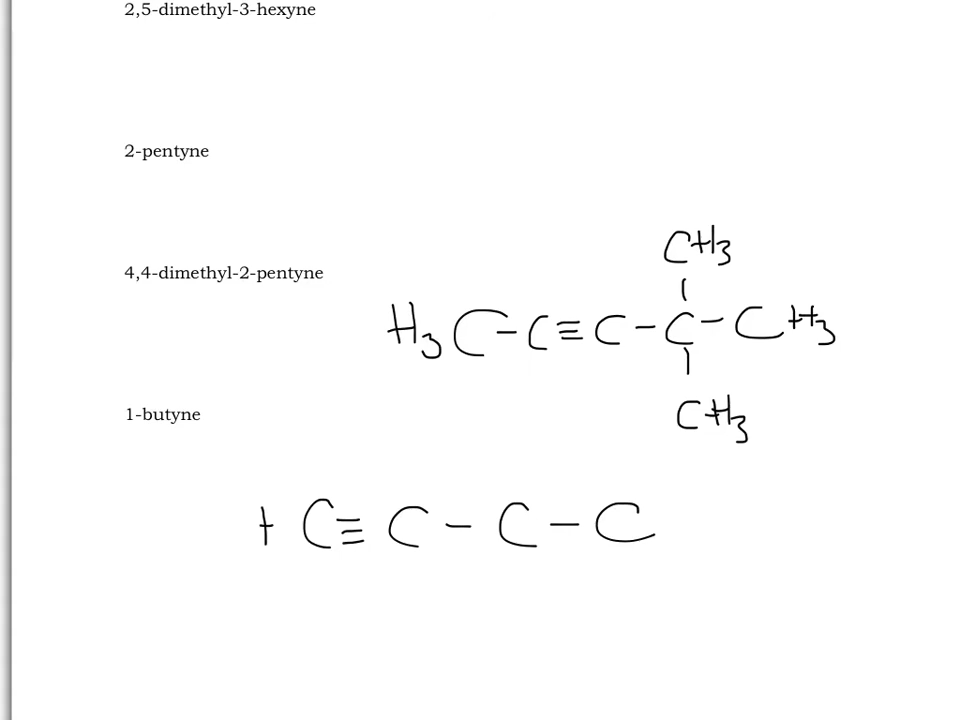 2,5-dimethyl-3-hexyne
2-pentyne
CH3
4,4-dimethyl-2-pentyne
H3C-C≡C-C-CH3
CH3
1-butyne
+ C≡C-C-C